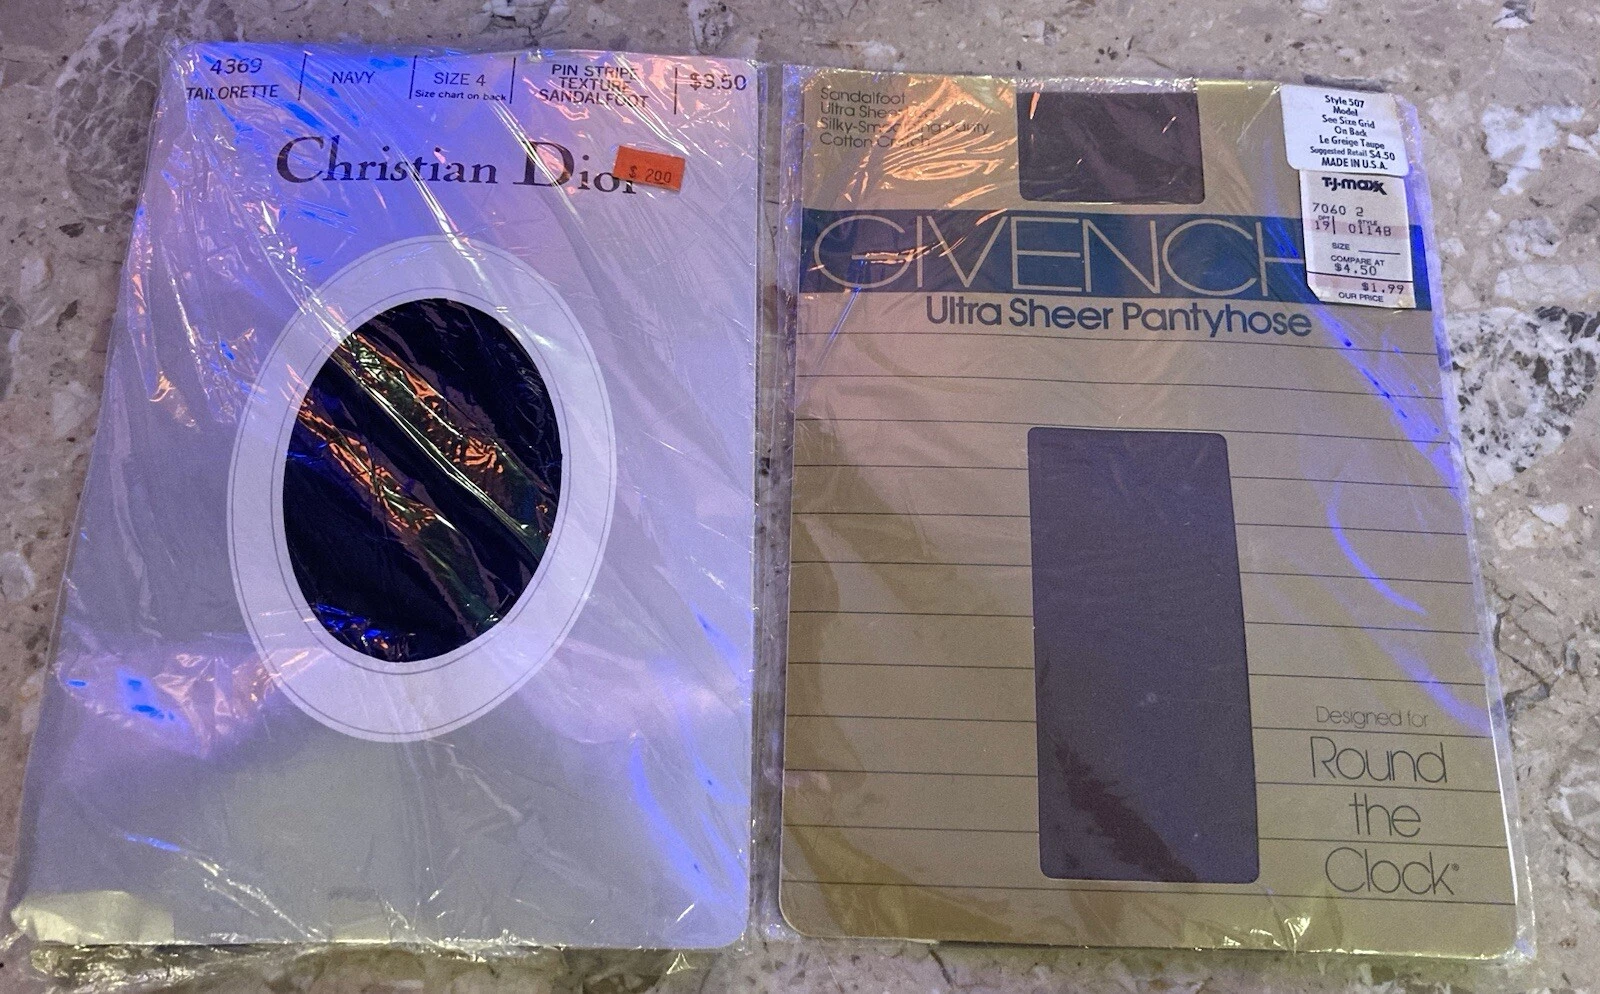 4369
TAILORETTE
NAVY
SIZE 4
Size chart on back
PIN STRIPE
TEXTURE
SANDALFOOT
$3.50
Christian Dior
$ 200
Sandalfoot
Ultra Sheer
Silky-Smooth
Cotton Crotch
GIVENCH
Ultra Sheer Pantyhose
Style 507
Model
See Size Grid
On Back
Le Greige Taupe
Suggested Retail $4.50
MADE IN U.S.A.
T·J·maxx
7060 2
DPT STYLE
19 01148
SIZE
COMPARE AT
$4.50
$1.99
OUR PRICE
Designed for
Round
the
Clock®